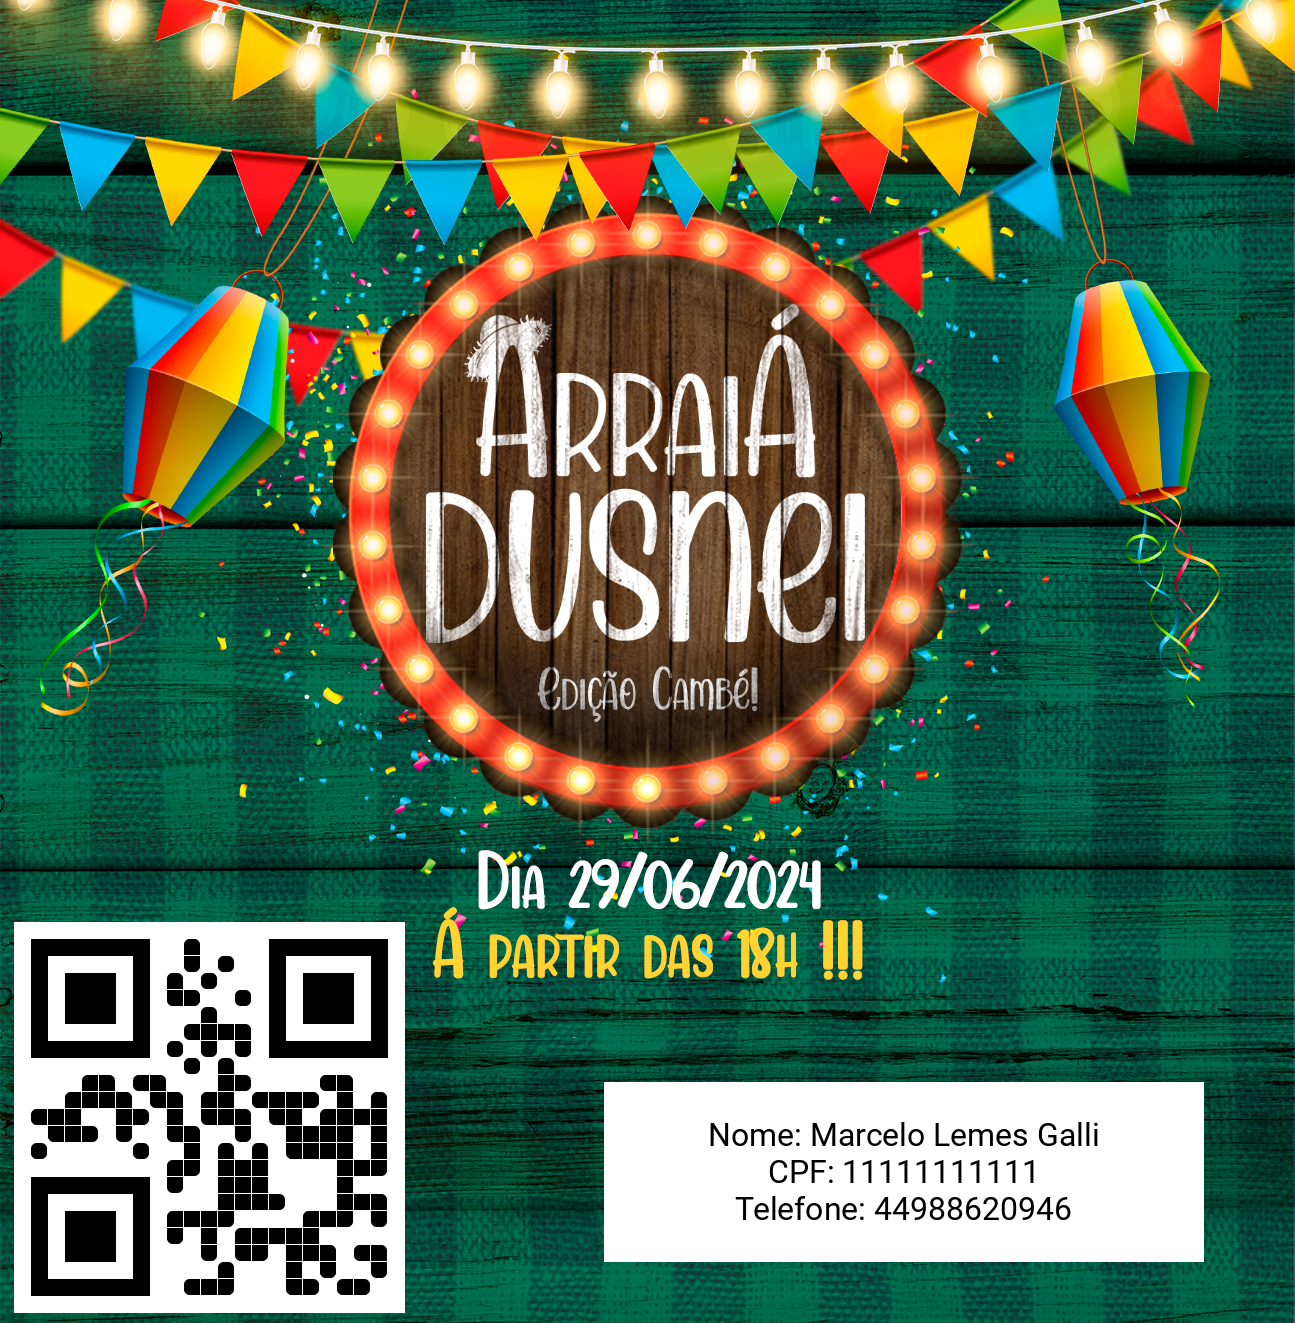 ARRAIÁ
DUSNEI
Edição Cambé!
Dia 29/06/2024
Á partir das 18h !!!
Nome: Marcelo Lemes Galli
CPF: 11111111111
Telefone: 44988620946